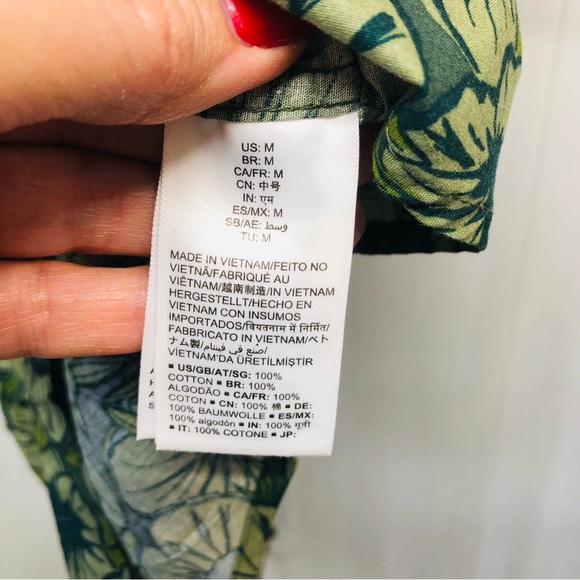 US: M
BR: M
CA/FR: M
CN: 中号
IN: एम
ES/MX: M
SB/AE: وسط
TU: M
MADE IN VIETNAM/FEITO NO
VIETNÃ/FABRIQUÉ AU
VIÊTNAM/越南制造/IN VIETNAM
HERGESTELLT/HECHO EN
VIETNAM CON INSUMOS
IMPORTADOS/वियतनाम में निर्मित/
FABBRICATO IN VIETNAM/ベト
ナム製/صنع في فيتنام/
VIETNAM'DA ÜRETİLMİŞTİR
▪ US/GB/AT/SG: 100%
COTTON ▪ BR: 100%
ALGODÃO ▪ CA/FR: 100%
COTON ▪ CN: 100% 棉 ▪ DE:
100% BAUMWOLLE ▪ ES/MX:
100% algodón ▪ IN: 100% सूती
▪ IT: 100% COTONE ▪ JP: